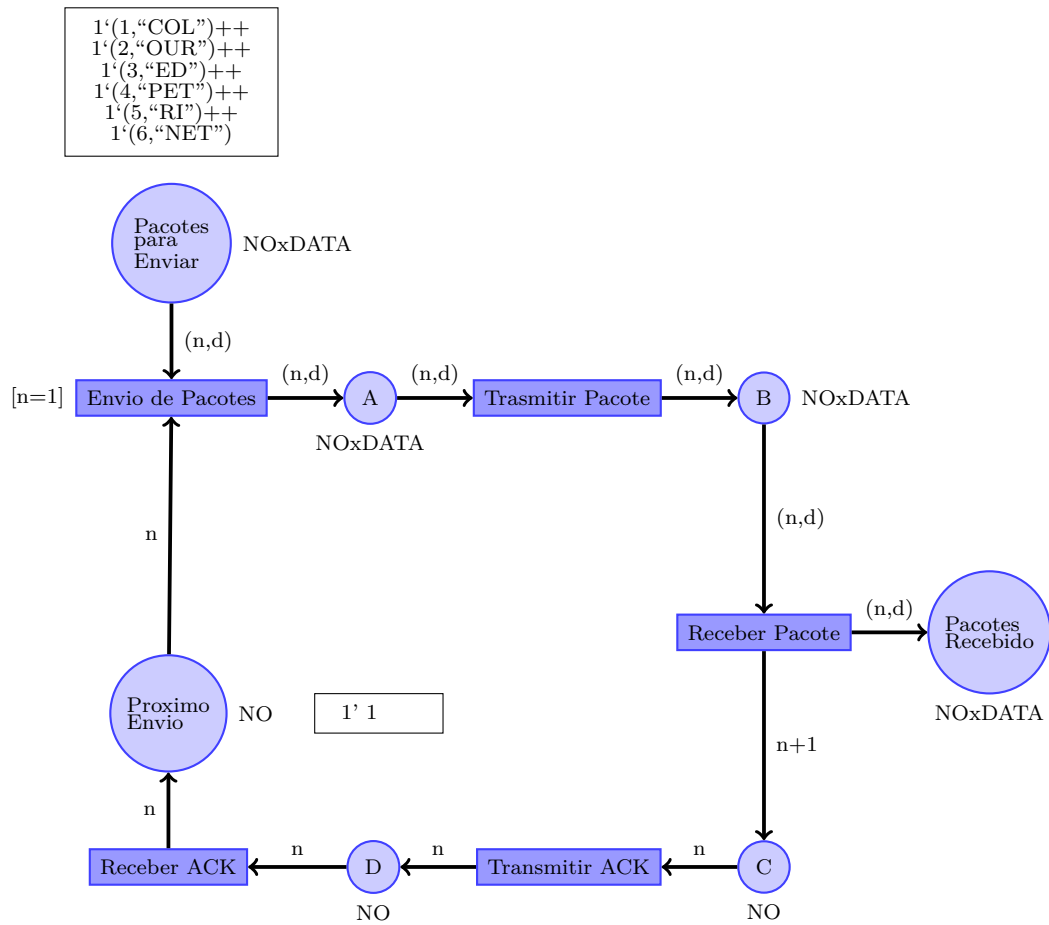 1‘(1,“COL”)++
1‘(2,“OUR”)++
1‘(3,“ED”)++
1‘(4,“PET”)++
1‘(5,“RI”)++
1‘(6,“NET”)
Pacotes
para
Enviar
NOxDATA
(n,d)
[n=1]
Envio de Pacotes
(n,d)
A
NOxDATA
(n,d)
Trasmitir Pacote
(n,d)
B
NOxDATA
(n,d)
n
Receber Pacote
(n,d)
Pacotes
Recebido
NOxDATA
Proximo
Envio
NO
1’ 1
n+1
n
Receber ACK
n
D
NO
n
Transmitir ACK
n
C
NO